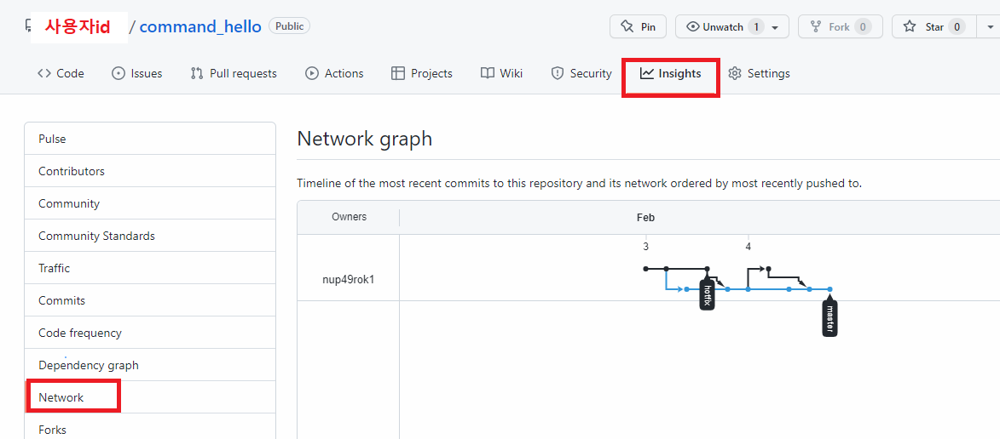 사용자id / command_hello Public Pin Unwatch 1 Fork 0 Star 0
Code Issues Pull requests Actions Projects Wiki Security Insights Settings
Pulse
Contributors
Community
Community Standards
Traffic
Commits
Code frequency
Dependency graph
Network
Forks
Network graph
Timeline of the most recent commits to this repository and its network ordered by most recently pushed to.
Owners Feb
3 4
nup49rok1
hotfix
master